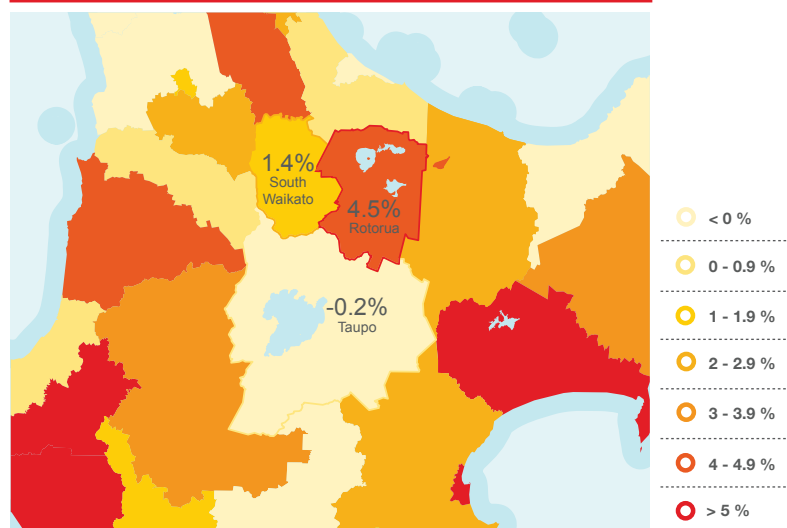 1.4%
South
Waikato
4.5%
Rotorua
-0.2%
Taupo
< 0 %
0 - 0.9 %
1 - 1.9 %
2 - 2.9 %
3 - 3.9 %
4 - 4.9 %
> 5 %